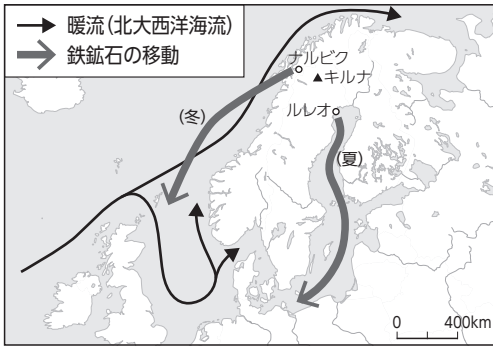 暖流(北大西洋海流)
鉄鉱石の移動
ナルビク
▲キルナ
(冬)
ルレオ
(夏)
0 400km